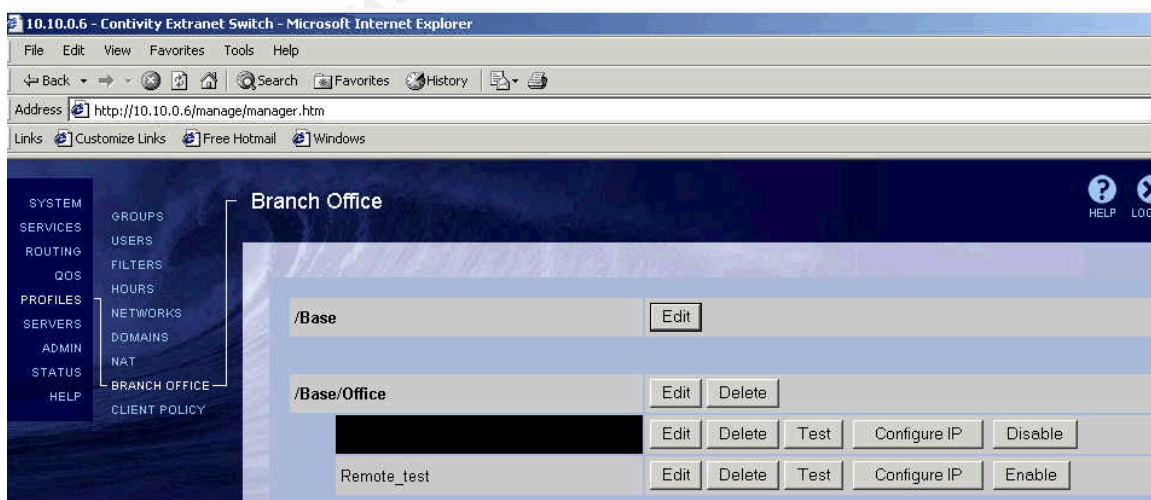 10.10.0.6 - Contivity Extranet Switch - Microsoft Internet Explorer
File Edit View Favorites Tools Help
Back Search Favorites History
Address http://10.10.0.6/manage/manager.htm
Links Customize Links Free Hotmail Windows
SYSTEM
SERVICES
ROUTING
QOS
PROFILES
SERVERS
ADMIN
STATUS
HELP
GROUPS
USERS
FILTERS
HOURS
NETWORKS
DOMAINS
NAT
BRANCH OFFICE
CLIENT POLICY
Branch Office
HELP
/Base Edit
/Base/Office Edit Delete
Edit Delete Test Configure IP Disable
Remote_test Edit Delete Test Configure IP Enable